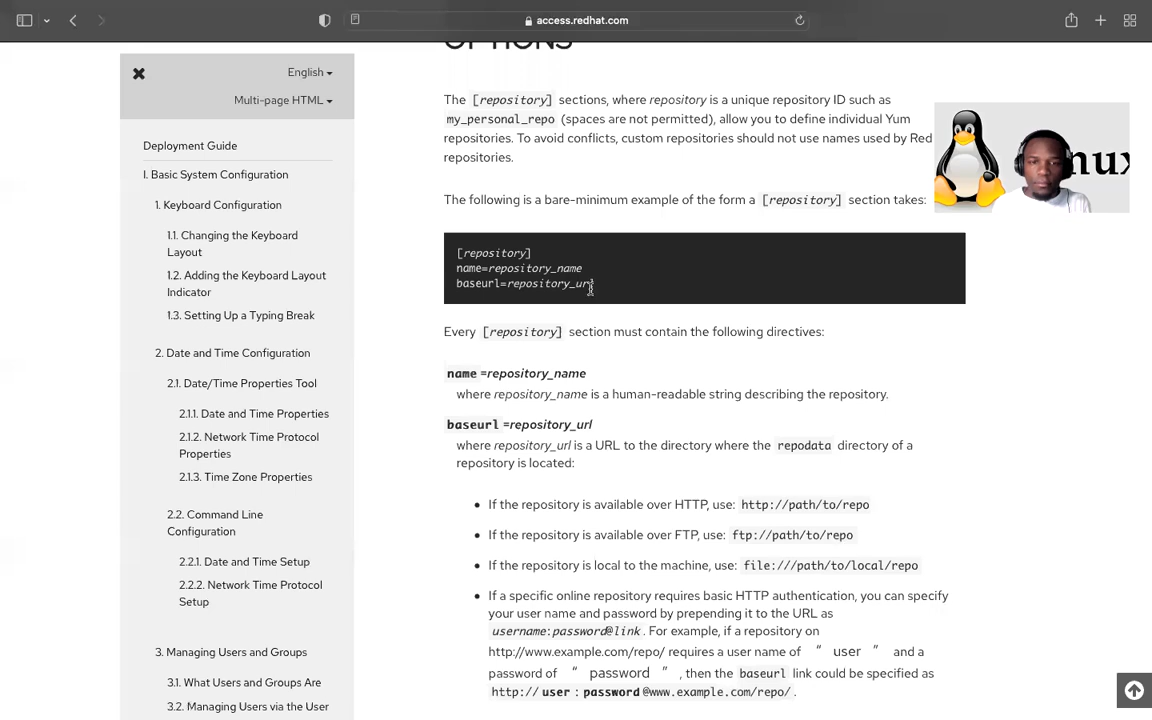 access.redhat.com
English
Multi-page HTML
Deployment Guide
I. Basic System Configuration
1. Keyboard Configuration
1.1. Changing the Keyboard
Layout
1.2. Adding the Keyboard Layout
Indicator
1.3. Setting Up a Typing Break
2. Date and Time Configuration
2.1. Date/Time Properties Tool
2.1.1. Date and Time Properties
2.1.2. Network Time Protocol
Properties
2.1.3. Time Zone Properties
2.2. Command Line
Configuration
2.2.1. Date and Time Setup
2.2.2. Network Time Protocol
Setup
3. Managing Users and Groups
3.1. What Users and Groups Are
3.2. Managing Users via the User
OPTIONS
The [repository] sections, where repository is a unique repository ID such as
my_personal_repo (spaces are not permitted), allow you to define individual Yum
repositories. To avoid conflicts, custom repositories should not use names used by Red
repositories.
The following is a bare-minimum example of the form a [repository] section takes:
[repository]
name=repository_name
baseurl=repository_url
Every [repository] section must contain the following directives:
name =repository_name
where repository_name is a human-readable string describing the repository.
baseurl =repository_url
where repository_url is a URL to the directory where the repodata directory of a
repository is located:
• If the repository is available over HTTP, use: http://path/to/repo
• If the repository is available over FTP, use: ftp://path/to/repo
• If the repository is local to the machine, use: file:///path/to/local/repo
• If a specific online repository requires basic HTTP authentication, you can specify
your user name and password by prepending it to the URL as
username:password@link. For example, if a repository on
http://www.example.com/repo/ requires a user name of “ user ” and a
password of “ password ”, then the baseurl link could be specified as
http://user:password@www.example.com/repo/.
nux